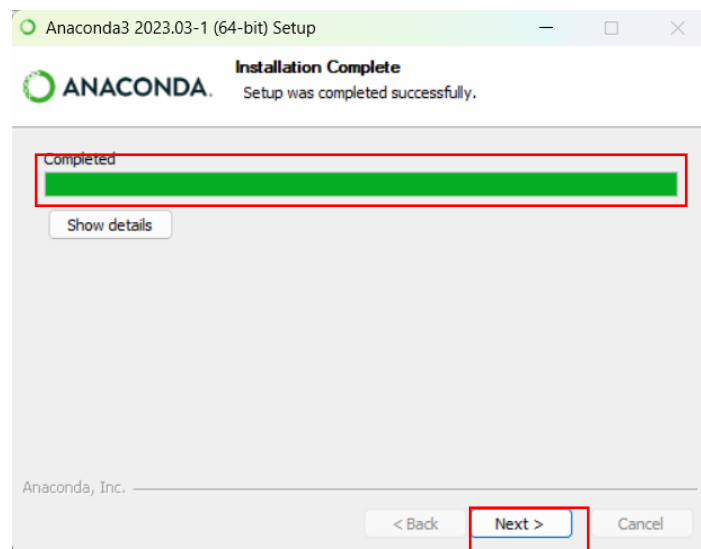 Anaconda3 2023.03-1 (64-bit) Setup
ANACONDA.
Installation Complete
Setup was completed successfully.
Completed
Show details
Anaconda, Inc.
< Back Next > Cancel